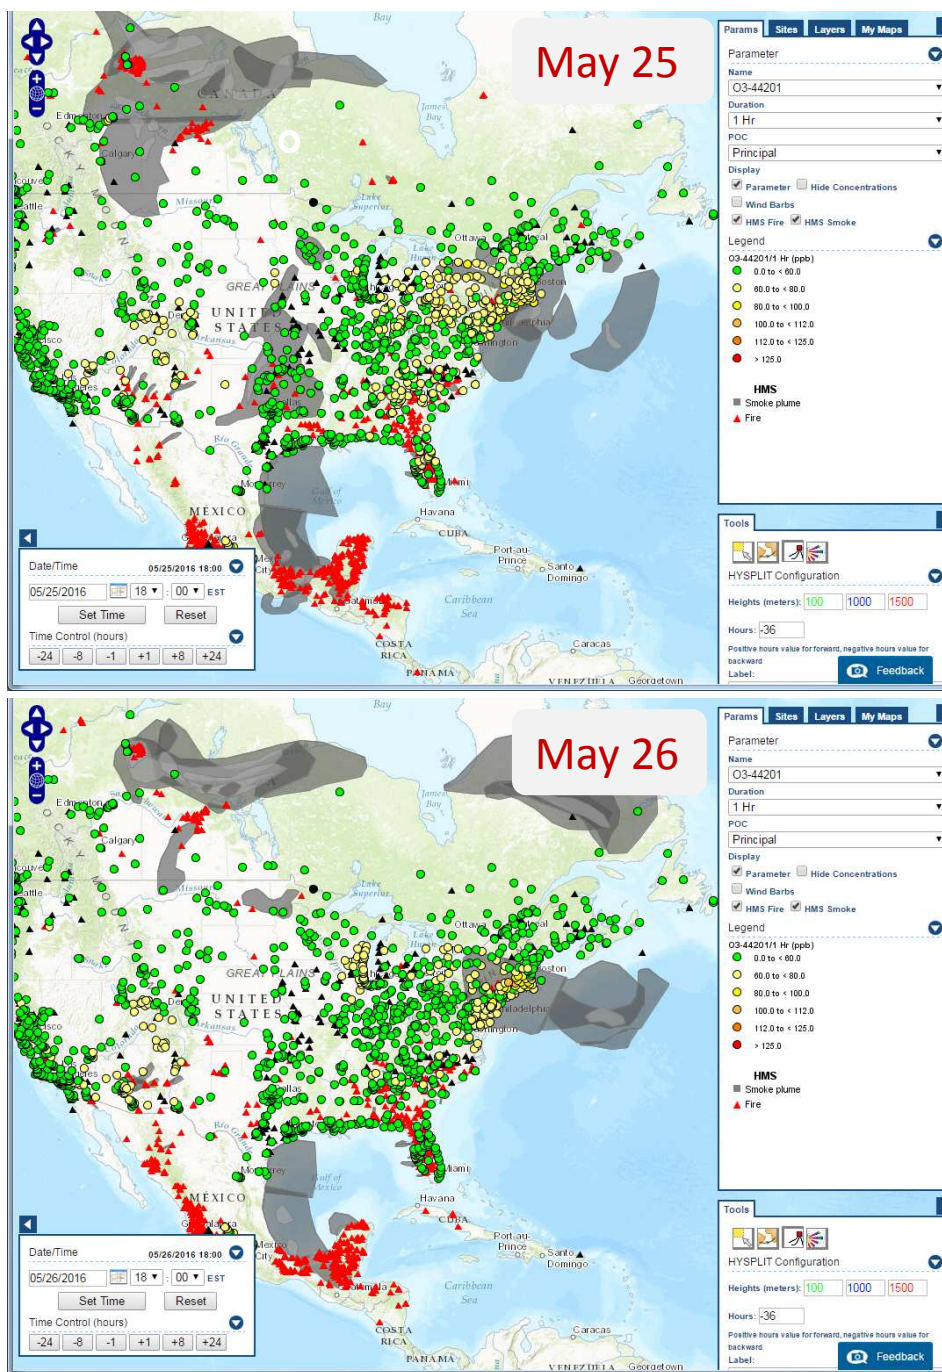 May 25
Bay
CANADA
Edmonton
Calgary
James
Bay
Missouri
Lake
Superior
Ottawa
Lake
Huron
Boston
GREAT PLAINS
UNITED
STATES
Arkansas
Rio Grande
Gulf of
Mexico
Miami
MÉXICO
Havana
CUBA
Port-au-
Prince
Santo
Domingo
Caribbean
Sea
COSTA
RICA
PANAMA
Caracas
VENEZUELA
Georgetown
Params Sites Layers My Maps
Parameter
Name
O3-44201
Duration
1 Hr
POC
Principal
Display
Parameter Hide Concentrations
Wind Barbs
HMS Fire HMS Smoke
Legend
O3-44201/1 Hr (ppb)
0.0 to < 60.0
60.0 to < 80.0
80.0 to < 100.0
100.0 to < 112.0
112.0 to < 125.0
> 125.0
HMS
Smoke plume
Fire
Tools
HYSPLIT Configuration
Heights (meters): 100 1000 1500
Hours: -36
Positive hours value for forward, negative hours value for
backward
Label:
Feedback
Date/Time 05/25/2016 18:00
05/25/2016 18 : 00 EST
Set Time Reset
Time Control (hours)
-24 -8 -1 +1 +8 +24
May 26
Bay
Edmonton
Calgary
James
Bay
Missouri
Lake
Superior
Ottawa
Lake
Huron
Boston
GREAT PLAINS
UNITED
STATES
Arkansas
Philadelphia
Rio Grande
Gulf of
Mexico
Miami
MÉXICO
Mexico
City
Havana
CUBA
Port-au-
Prince
Santo
Domingo
Caribbean
Sea
COSTA
RICA
PANAMA
Caracas
VENEZUELA
Georgetown
Params Sites Layers My Maps
Parameter
Name
O3-44201
Duration
1 Hr
POC
Principal
Display
Parameter Hide Concentrations
Wind Barbs
HMS Fire HMS Smoke
Legend
O3-44201/1 Hr (ppb)
0.0 to < 60.0
60.0 to < 80.0
80.0 to < 100.0
100.0 to < 112.0
112.0 to < 125.0
> 125.0
HMS
Smoke plume
Fire
Tools
HYSPLIT Configuration
Heights (meters): 100 1000 1500
Hours: -36
Positive hours value for forward, negative hours value for
backward
Label:
Feedback
Date/Time 05/26/2016 18:00
05/26/2016 18 : 00 EST
Set Time Reset
Time Control (hours)
-24 -8 -1 +1 +8 +24